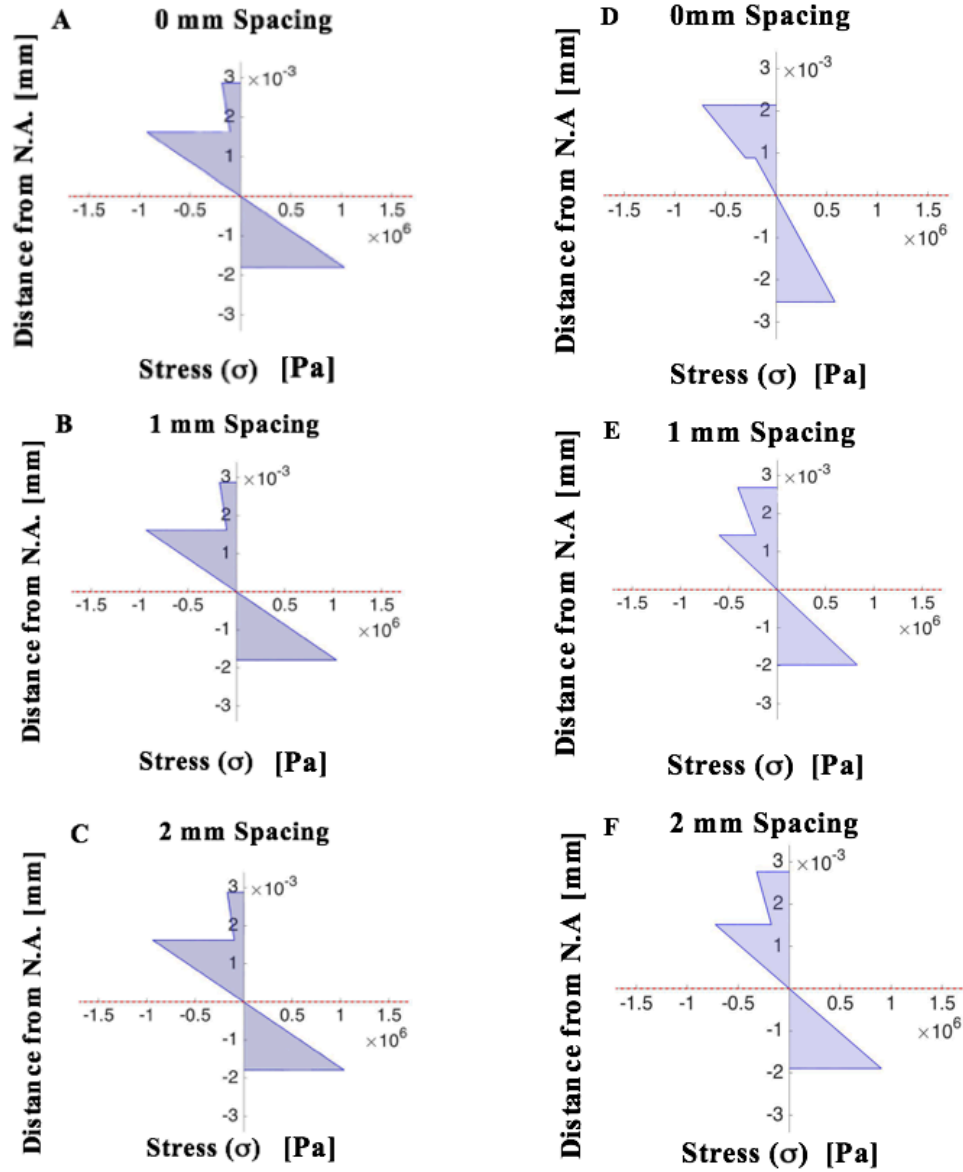 A
0 mm Spacing
Distance from N.A. [mm]
×10⁻³
3
2
1
-1.5 -1 -0.5 0 0.5 1 1.5
×10⁶
-1
-2
-3
Stress (σ) [Pa]
D
0mm Spacing
Distance from N.A [mm]
×10⁻³
3
2
1
-1.5 -1 -0.5 0 0.5 1 1.5
×10⁶
-1
-2
-3
Stress (σ) [Pa]
B
1 mm Spacing
Distance from N.A. [mm]
×10⁻³
3
2
1
-1.5 -1 -0.5 0 0.5 1 1.5
×10⁶
-1
-2
-3
Stress (σ) [Pa]
E
1 mm Spacing
Distance from N.A [mm]
×10⁻³
3
2
1
-1.5 -1 -0.5 0 0.5 1 1.5
×10⁶
-1
-2
-3
Stress (σ) [Pa]
C
2 mm Spacing
Distance from N.A. [mm]
×10⁻³
3
2
1
-1.5 -1 -0.5 0 0.5 1 1.5
×10⁶
-1
-2
-3
Stress (σ) [Pa]
F
2 mm Spacing
Distance from N.A [mm]
×10⁻³
3
2
1
-1.5 -1 -0.5 0 0.5 1 1.5
×10⁶
-1
-2
-3
Stress (σ) [Pa]